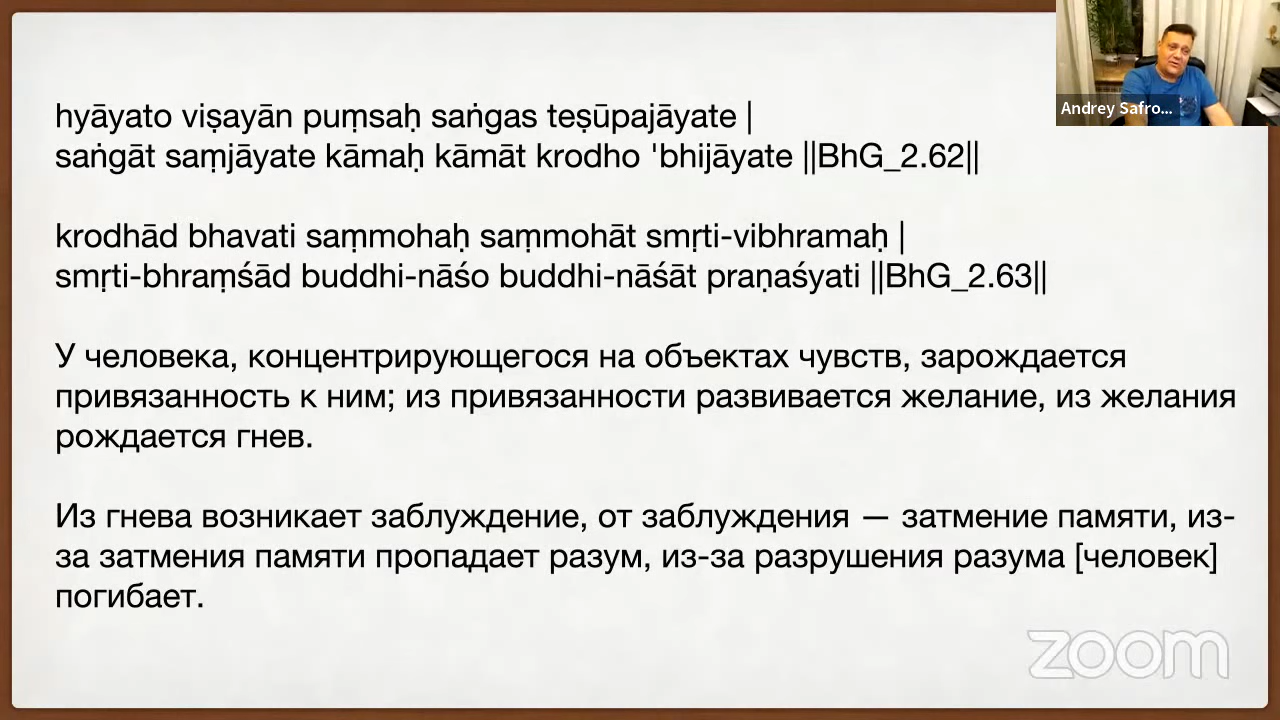 hyāyato viṣayān puṃsaḥ saṅgas teṣūpajāyate |
saṅgāt saṃjāyate kāmaḥ kāmāt krodho 'bhijāyate ||BhG_2.62||
krodhād bhavati saṃmohaḥ saṃmohāt smṛti-vibhramaḥ |
smṛti-bhraṃśād buddhi-nāśo buddhi-nāśāt praṇaśyati ||BhG_2.63||
У человека, концентрирующегося на объектах чувств, зарождается
привязанность к ним; из привязанности развивается желание, из желания
рождается гнев.
Из гнева возникает заблуждение, от заблуждения — затмение памяти, из-
за затмения памяти пропадает разум, из-за разрушения разума [человек]
погибает.
Andrey Safro...
zoom